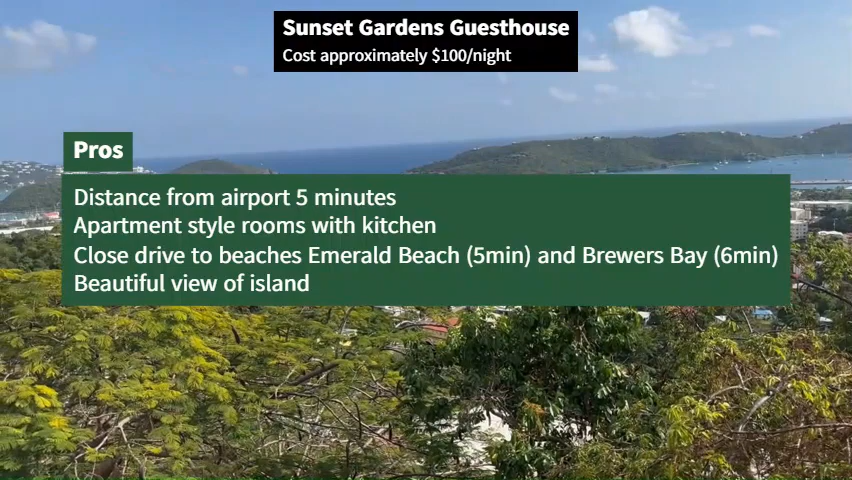 Sunset Gardens Guesthouse
Cost approximately $100/night
Pros
Distance from airport 5 minutes
Apartment style rooms with kitchen
Close drive to beaches Emerald Beach (5min) and Brewers Bay (6min)
Beautiful view of island